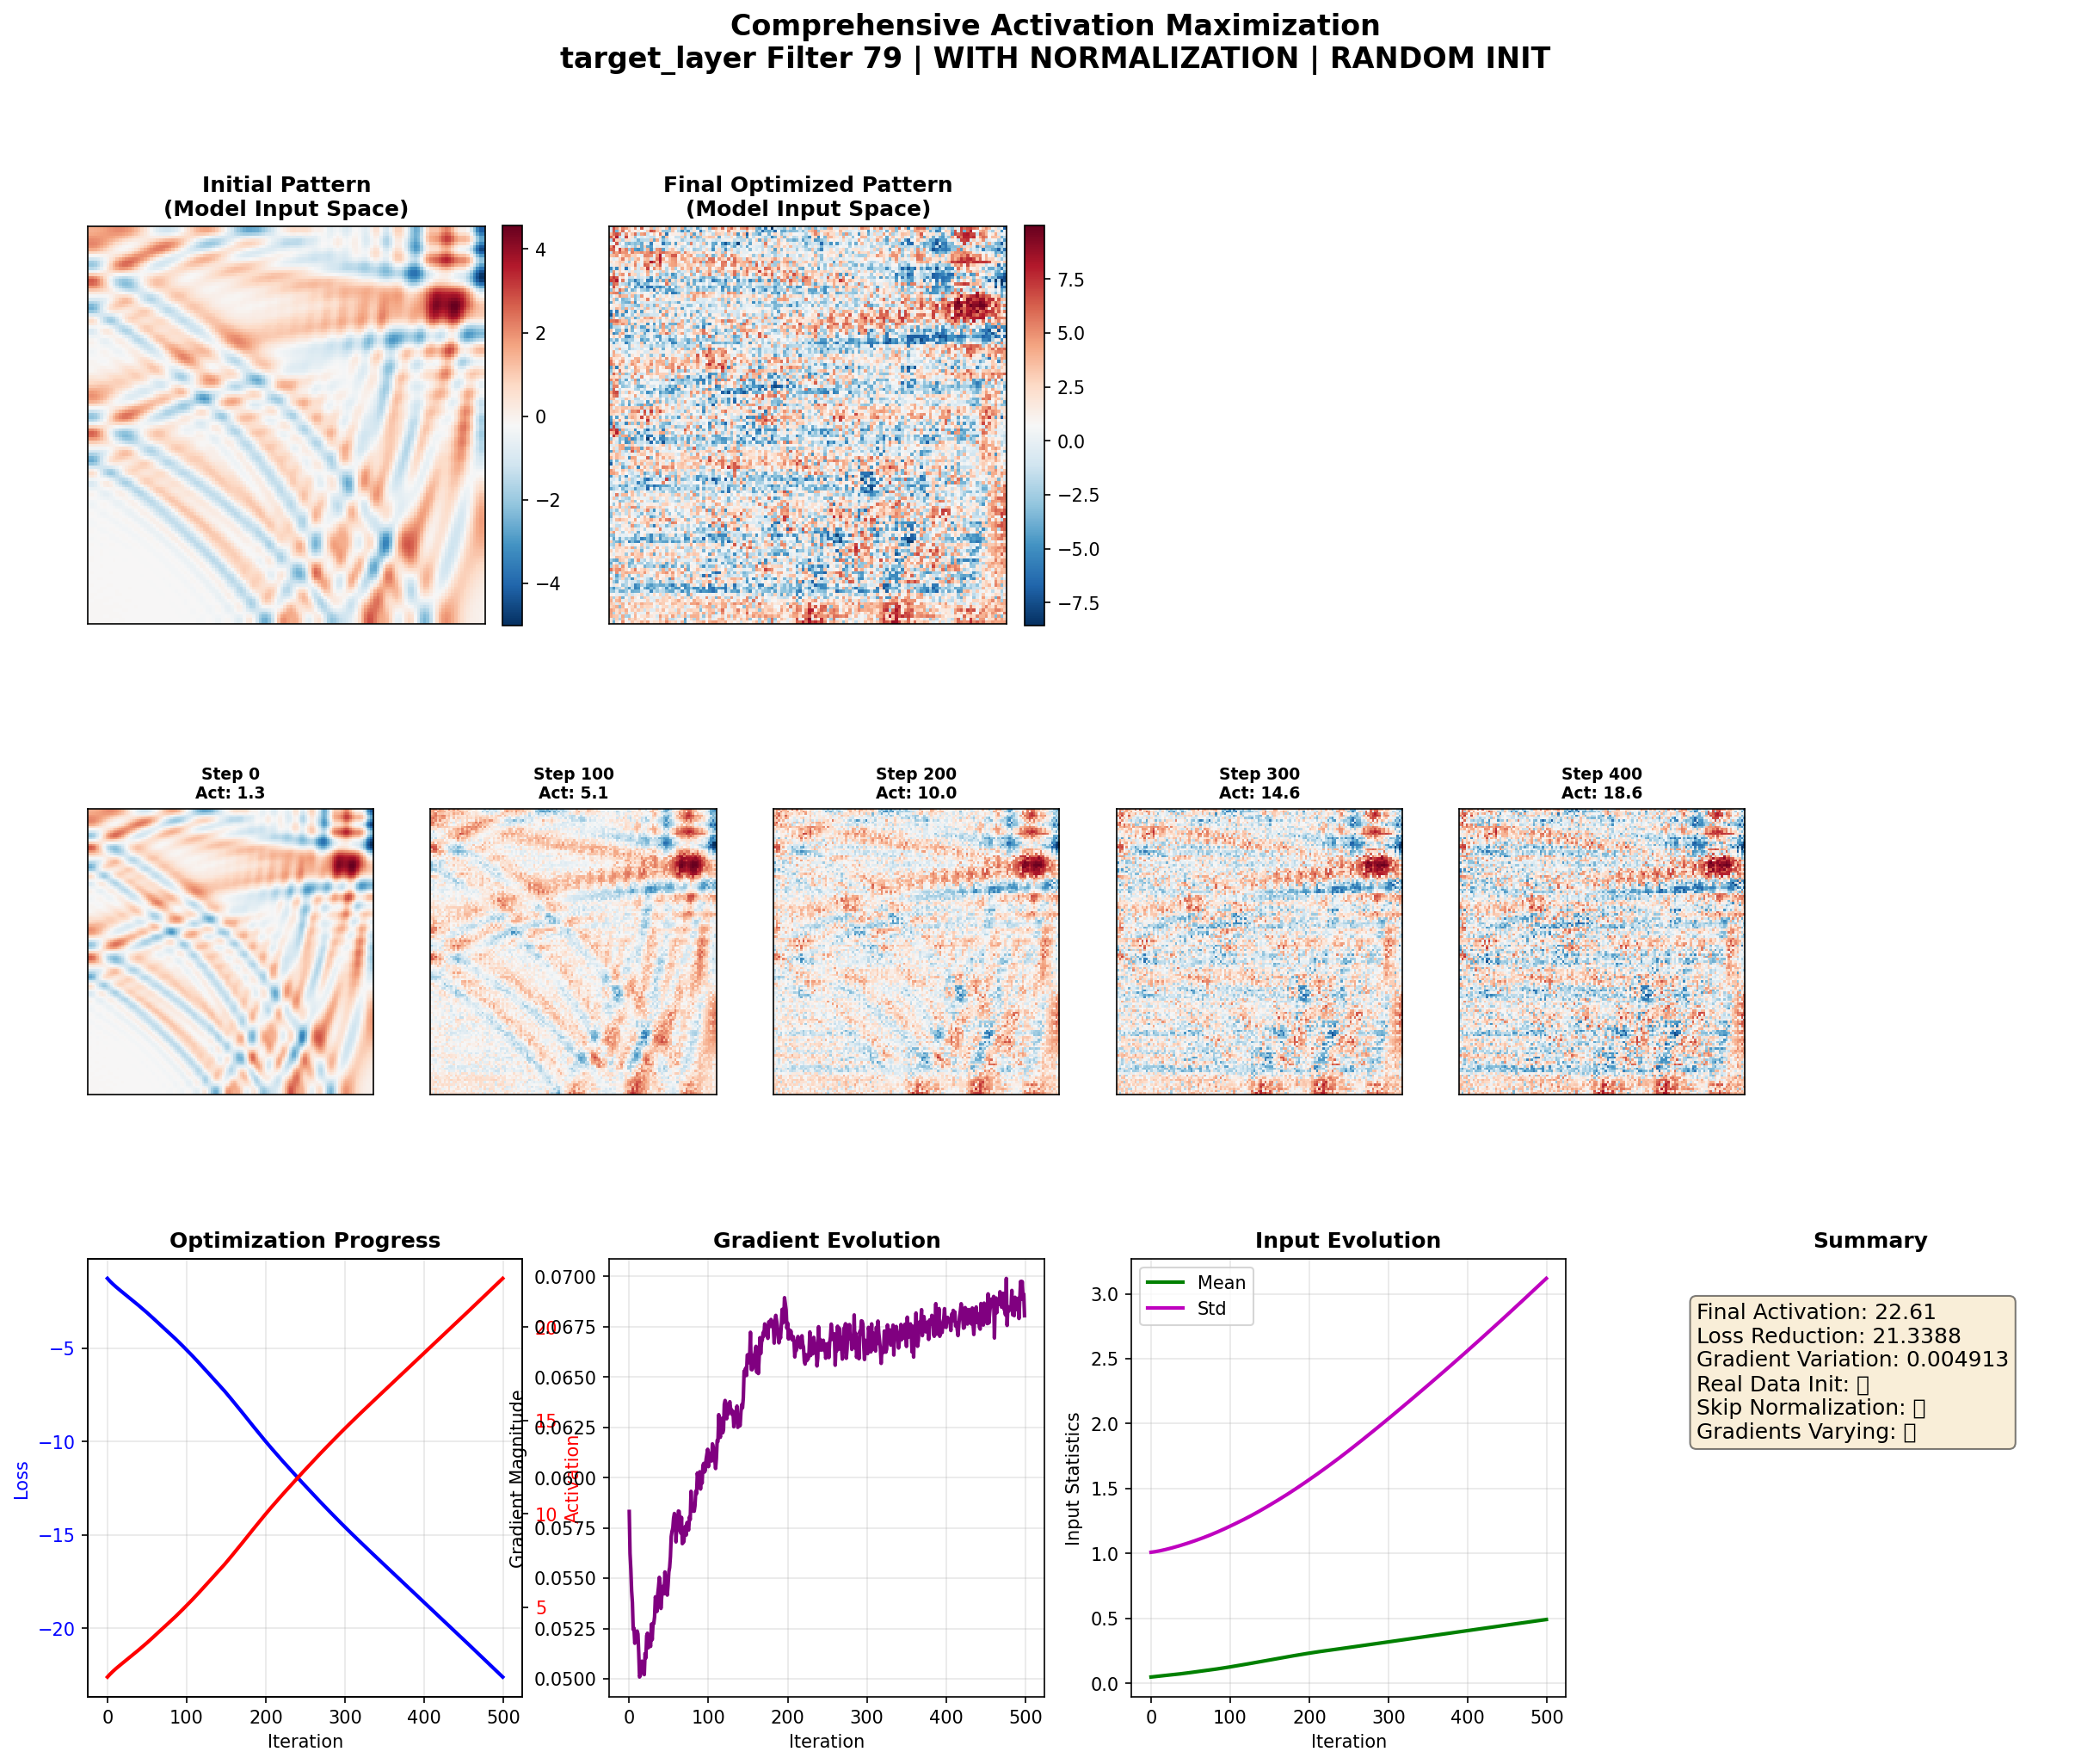 Comprehensive Activation Maximization
target_layer Filter 79 | WITH NORMALIZATION | RANDOM INIT
Initial Pattern
(Model Input Space)
4
2
0
−2
−4
Final Optimized Pattern
(Model Input Space)
7.5
5.0
2.5
0.0
−2.5
−5.0
−7.5
Step 0
Act: 1.3
Step 100
Act: 5.1
Step 200
Act: 10.0
Step 300
Act: 14.6
Step 400
Act: 18.6
Optimization Progress
Loss
−5
−10
−15
−20
0 100 200 300 400 500
Iteration
Activation
20
15
10
5
Gradient Evolution
Gradient Magnitude
0.0700
0.0675
0.0650
0.0625
0.0600
0.0575
0.0550
0.0525
0.0500
0 100 200 300 400 500
Iteration
Input Evolution
Mean
Std
Input Statistics
3.0
2.5
2.0
1.5
1.0
0.5
0.0
0 100 200 300 400 500
Iteration
Summary
Final Activation: 22.61
Loss Reduction: 21.3388
Gradient Variation: 0.004913
Real Data Init:
Skip Normalization:
Gradients Varying: